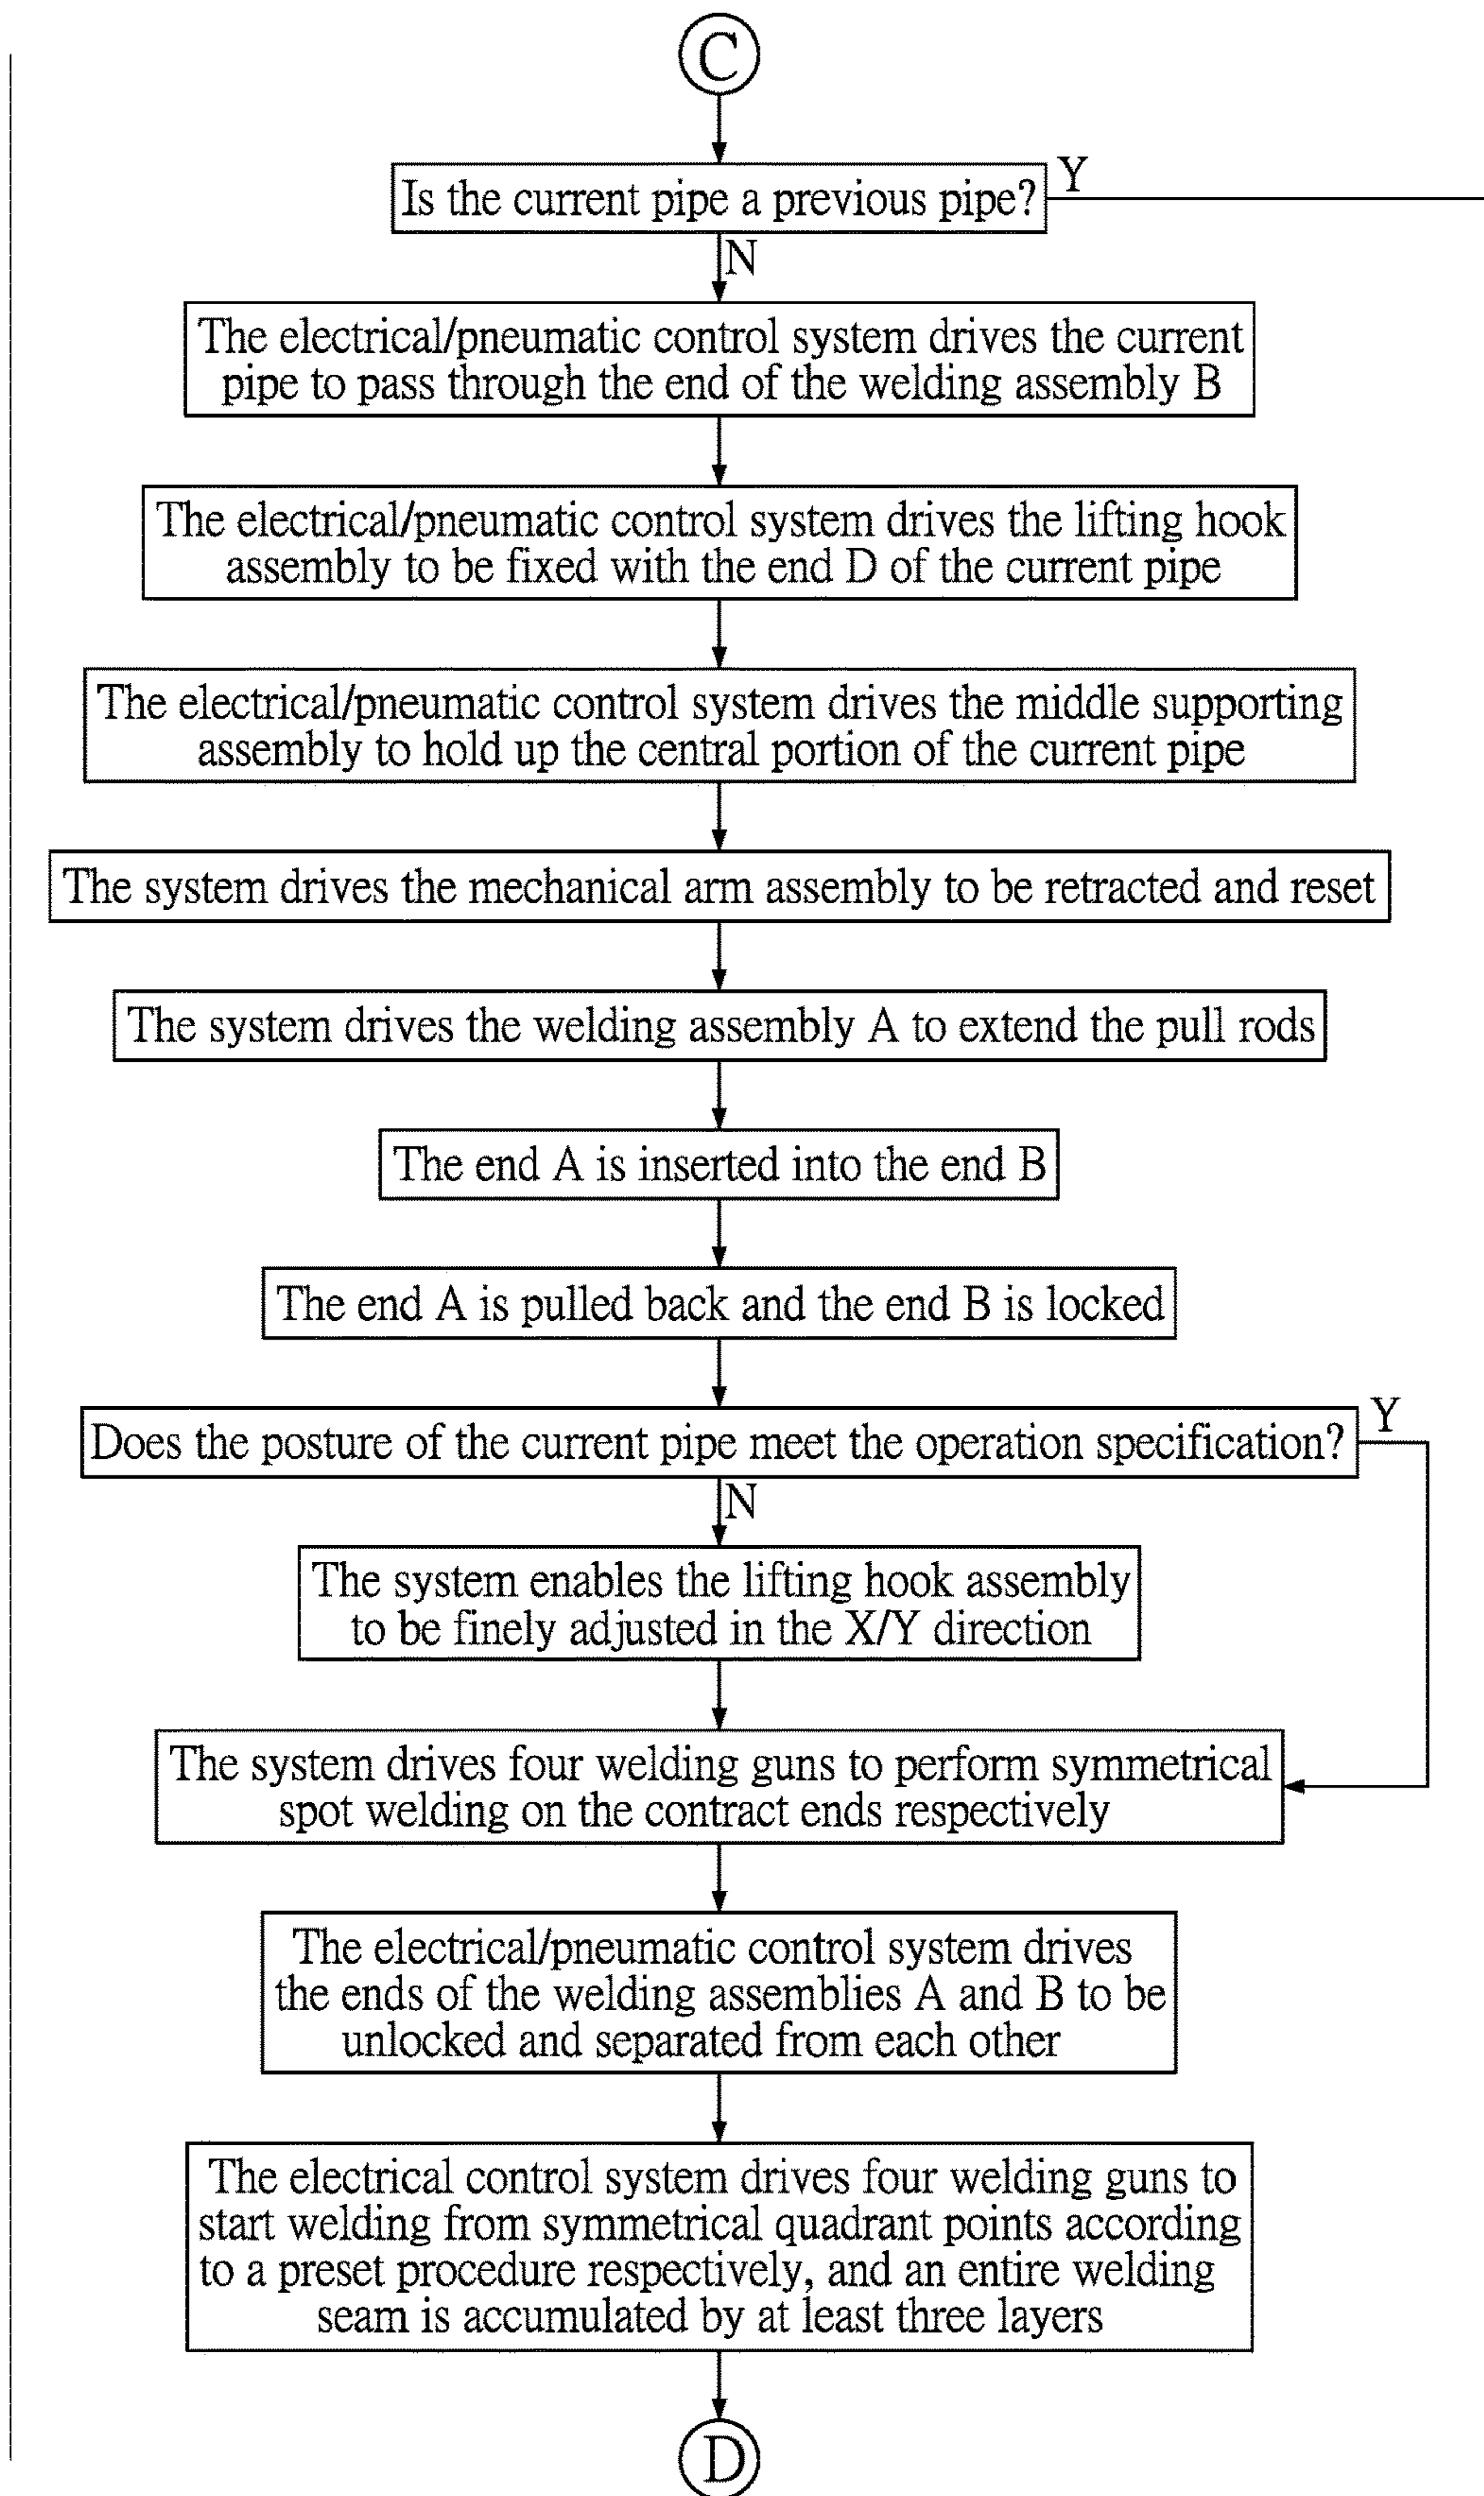 C
Is the current pipe a previous pipe?
Y
N
The electrical/pneumatic control system drives the current
pipe to pass through the end of the welding assembly B
The electrical/pneumatic control system drives the lifting hook
assembly to be fixed with the end D of the current pipe
The electrical/pneumatic control system drives the middle supporting
assembly to hold up the central portion of the current pipe
The system drives the mechanical arm assembly to be retracted and reset
The system drives the welding assembly A to extend the pull rods
The end A is inserted into the end B
The end A is pulled back and the end B is locked
Does the posture of the current pipe meet the operation specification?
Y
N
The system enables the lifting hook assembly
to be finely adjusted in the X/Y direction
The system drives four welding guns to perform symmetrical
spot welding on the contract ends respectively
The electrical/pneumatic control system drives
the ends of the welding assemblies A and B to be
unlocked and separated from each other
The electrical control system drives four welding guns to
start welding from symmetrical quadrant points according
to a preset procedure respectively, and an entire welding
seam is accumulated by at least three layers
D